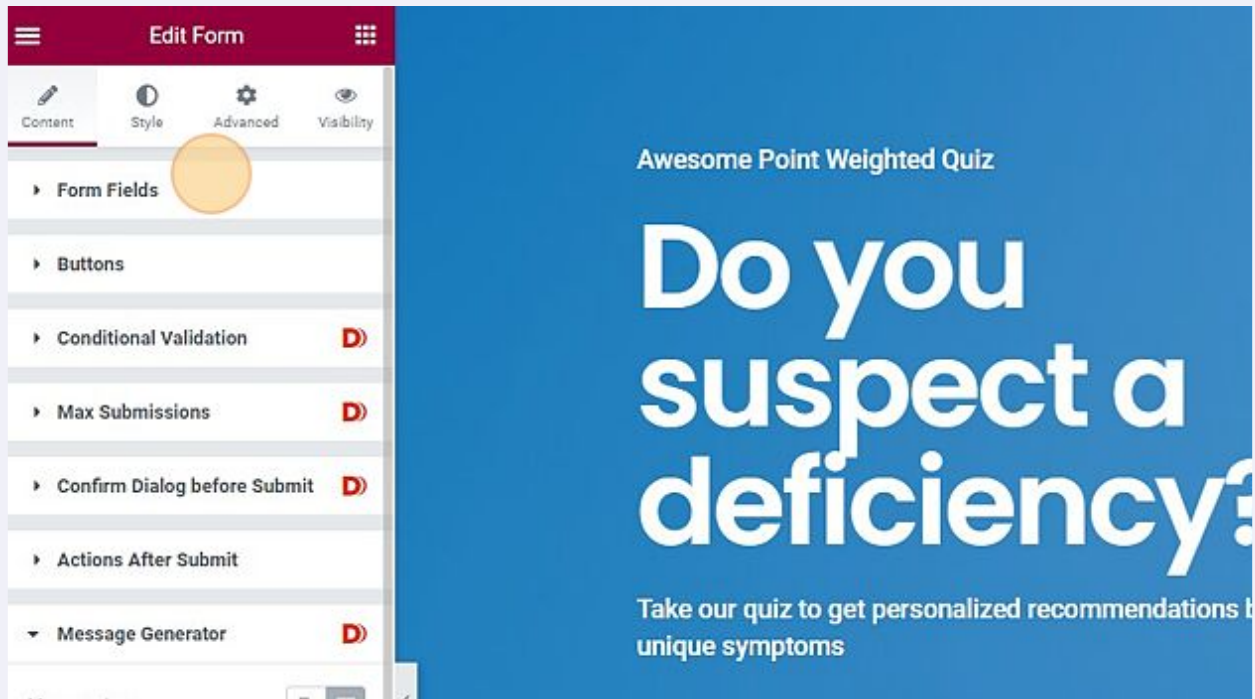 Edit Form
Content Style Advanced Visibility
Form Fields
Buttons
Conditional Validation D
Max Submissions D
Confirm Dialog before Submit D
Actions After Submit
Message Generator D
Awesome Point Weighted Quiz
Do you
suspect a
deficiency?
Take our quiz to get personalized recommendations
unique symptoms